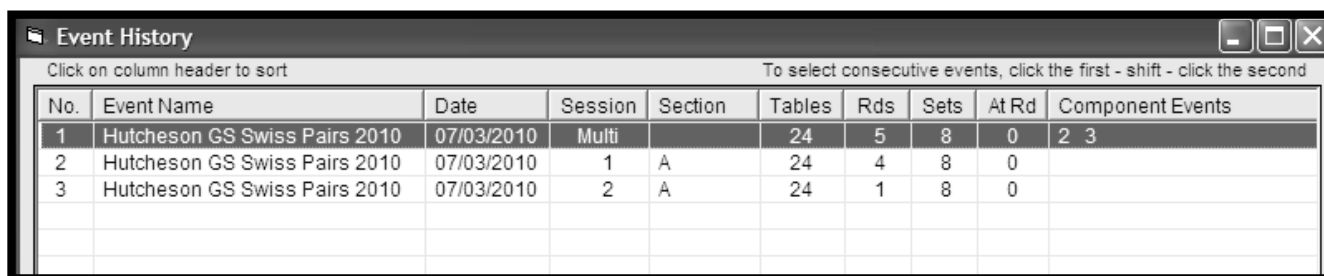 Event History
Click on column header to sort To select consecutive events, click the first - shift - click the second
No. Event Name Date Session Section Tables Rds Sets At Rd Component Events
1 Hutcheson GS Swiss Pairs 2010 07/03/2010 Multi 24 5 8 0 2 3
2 Hutcheson GS Swiss Pairs 2010 07/03/2010 1 A 24 4 8 0
3 Hutcheson GS Swiss Pairs 2010 07/03/2010 2 A 24 1 8 0